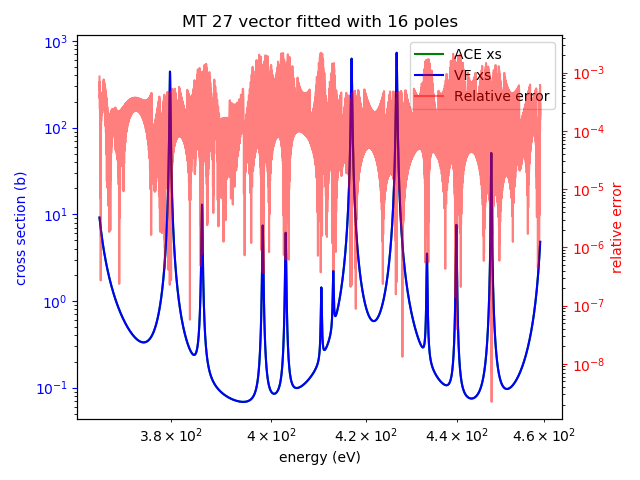 MT 27 vector fitted with 16 poles
ACE xs
VF xs
Relative error
10³
10²
10¹
10⁰
10⁻¹
cross section (b)
10⁻³
10⁻⁴
10⁻⁵
10⁻⁶
10⁻⁷
10⁻⁸
relative error
3.8 × 10² 4 × 10² 4.2 × 10² 4.4 × 10² 4.6 × 10²
energy (eV)